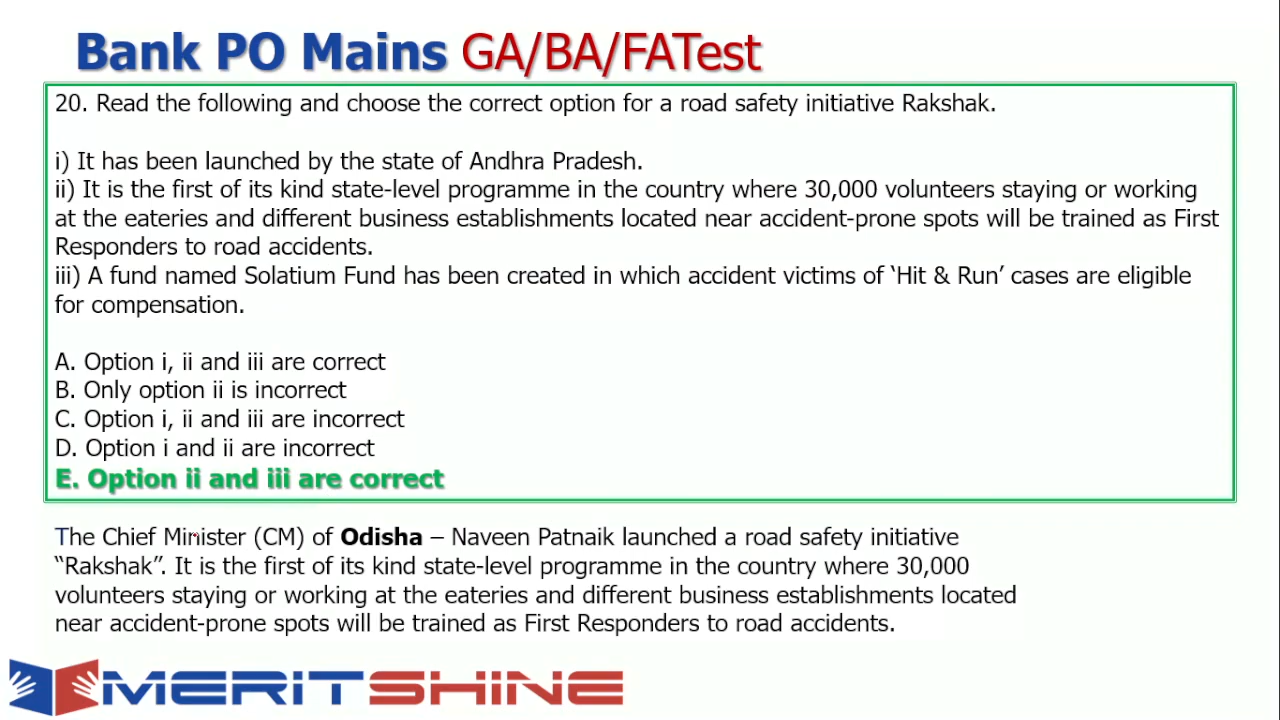 Bank PO Mains GA/BA/FATest
20. Read the following and choose the correct option for a road safety initiative Rakshak.
i) It has been launched by the state of Andhra Pradesh.
ii) It is the first of its kind state-level programme in the country where 30,000 volunteers staying or working
at the eateries and different business establishments located near accident-prone spots will be trained as First
Responders to road accidents.
iii) A fund named Solatium Fund has been created in which accident victims of ‘Hit & Run’ cases are eligible
for compensation.
A. Option i, ii and iii are correct
B. Only option ii is incorrect
C. Option i, ii and iii are incorrect
D. Option i and ii are incorrect
E. Option ii and iii are correct
The Chief Minister (CM) of Odisha – Naveen Patnaik launched a road safety initiative
“Rakshak”. It is the first of its kind state-level programme in the country where 30,000
volunteers staying or working at the eateries and different business establishments located
near accident-prone spots will be trained as First Responders to road accidents.
MERITSHINE